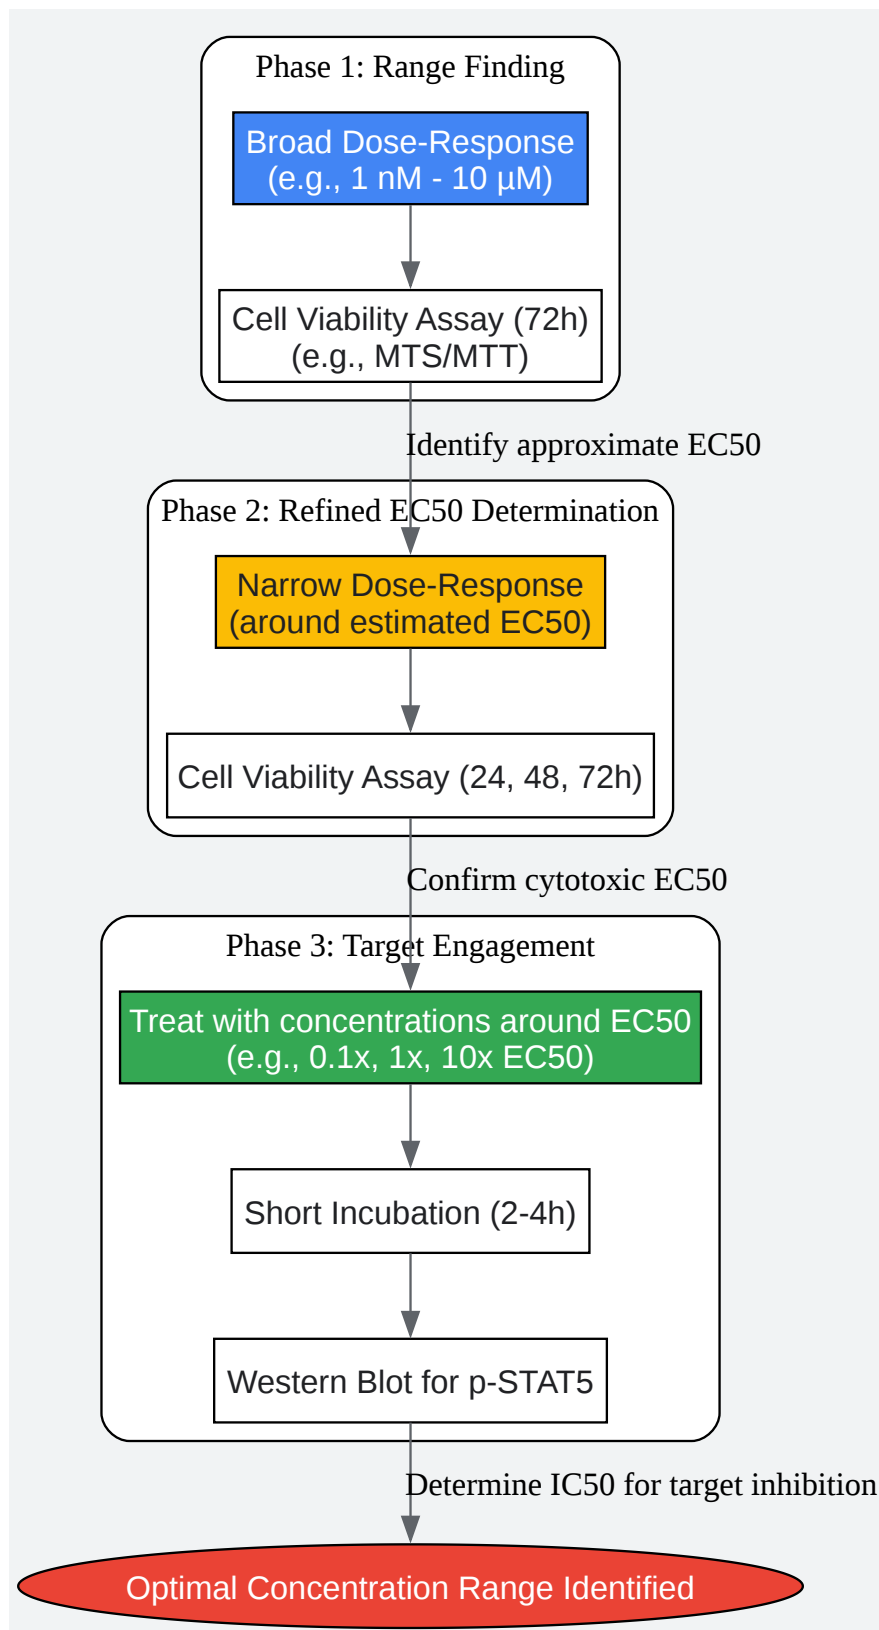 Phase 1: Range Finding
Broad Dose-Response
(e.g., 1 nM - 10 µM)
Cell Viability Assay (72h)
(e.g., MTS/MTT)
Identify approximate EC50
Phase 2: Refined EC50 Determination
Narrow Dose-Response
(around estimated EC50)
Cell Viability Assay (24, 48, 72h)
Confirm cytotoxic EC50
Phase 3: Target Engagement
Treat with concentrations around EC50
(e.g., 0.1x, 1x, 10x EC50)
Short Incubation (2-4h)
Western Blot for p-STAT5
Determine IC50 for target inhibition
Optimal Concentration Range Identified